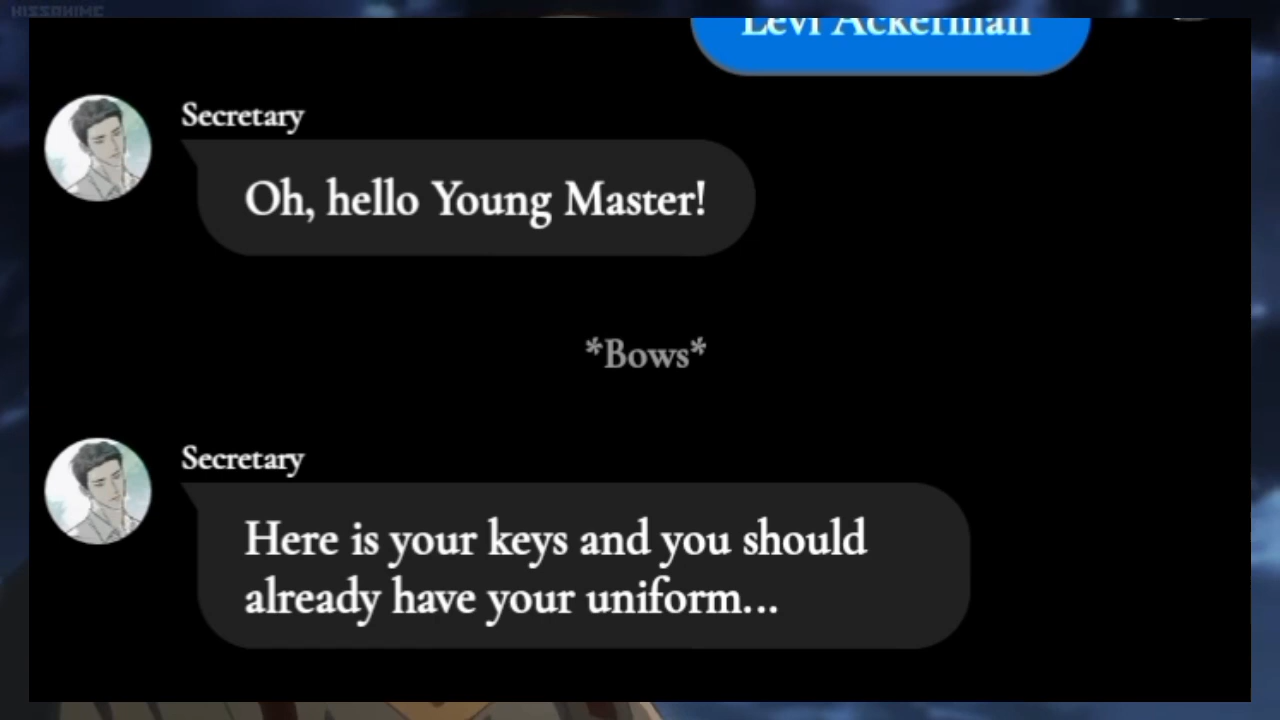 HISSAHIME
Levi Ackerman
Secretary
Oh, hello Young Master!
*Bows*
Secretary
Here is your keys and you should
already have your uniform...